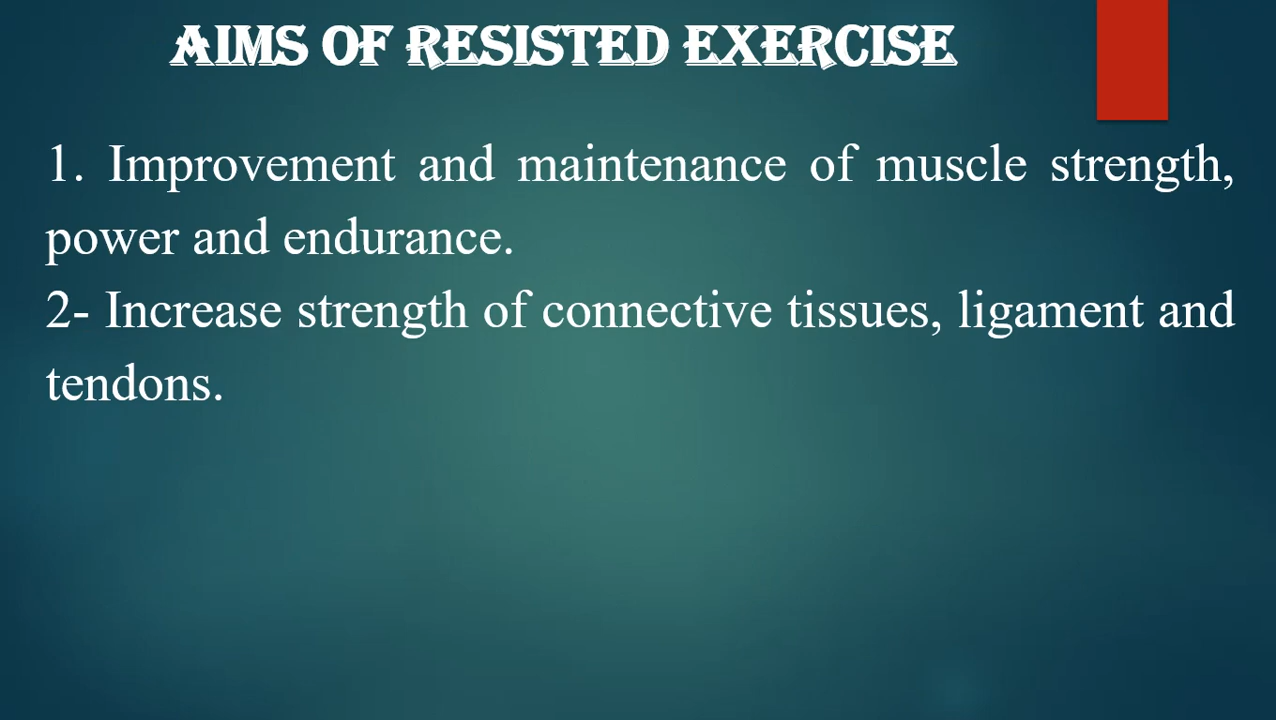 AIMS OF RESISTED EXERCISE
1. Improvement and maintenance of muscle strength,
power and endurance.
2- Increase strength of connective tissues, ligament and
tendons.